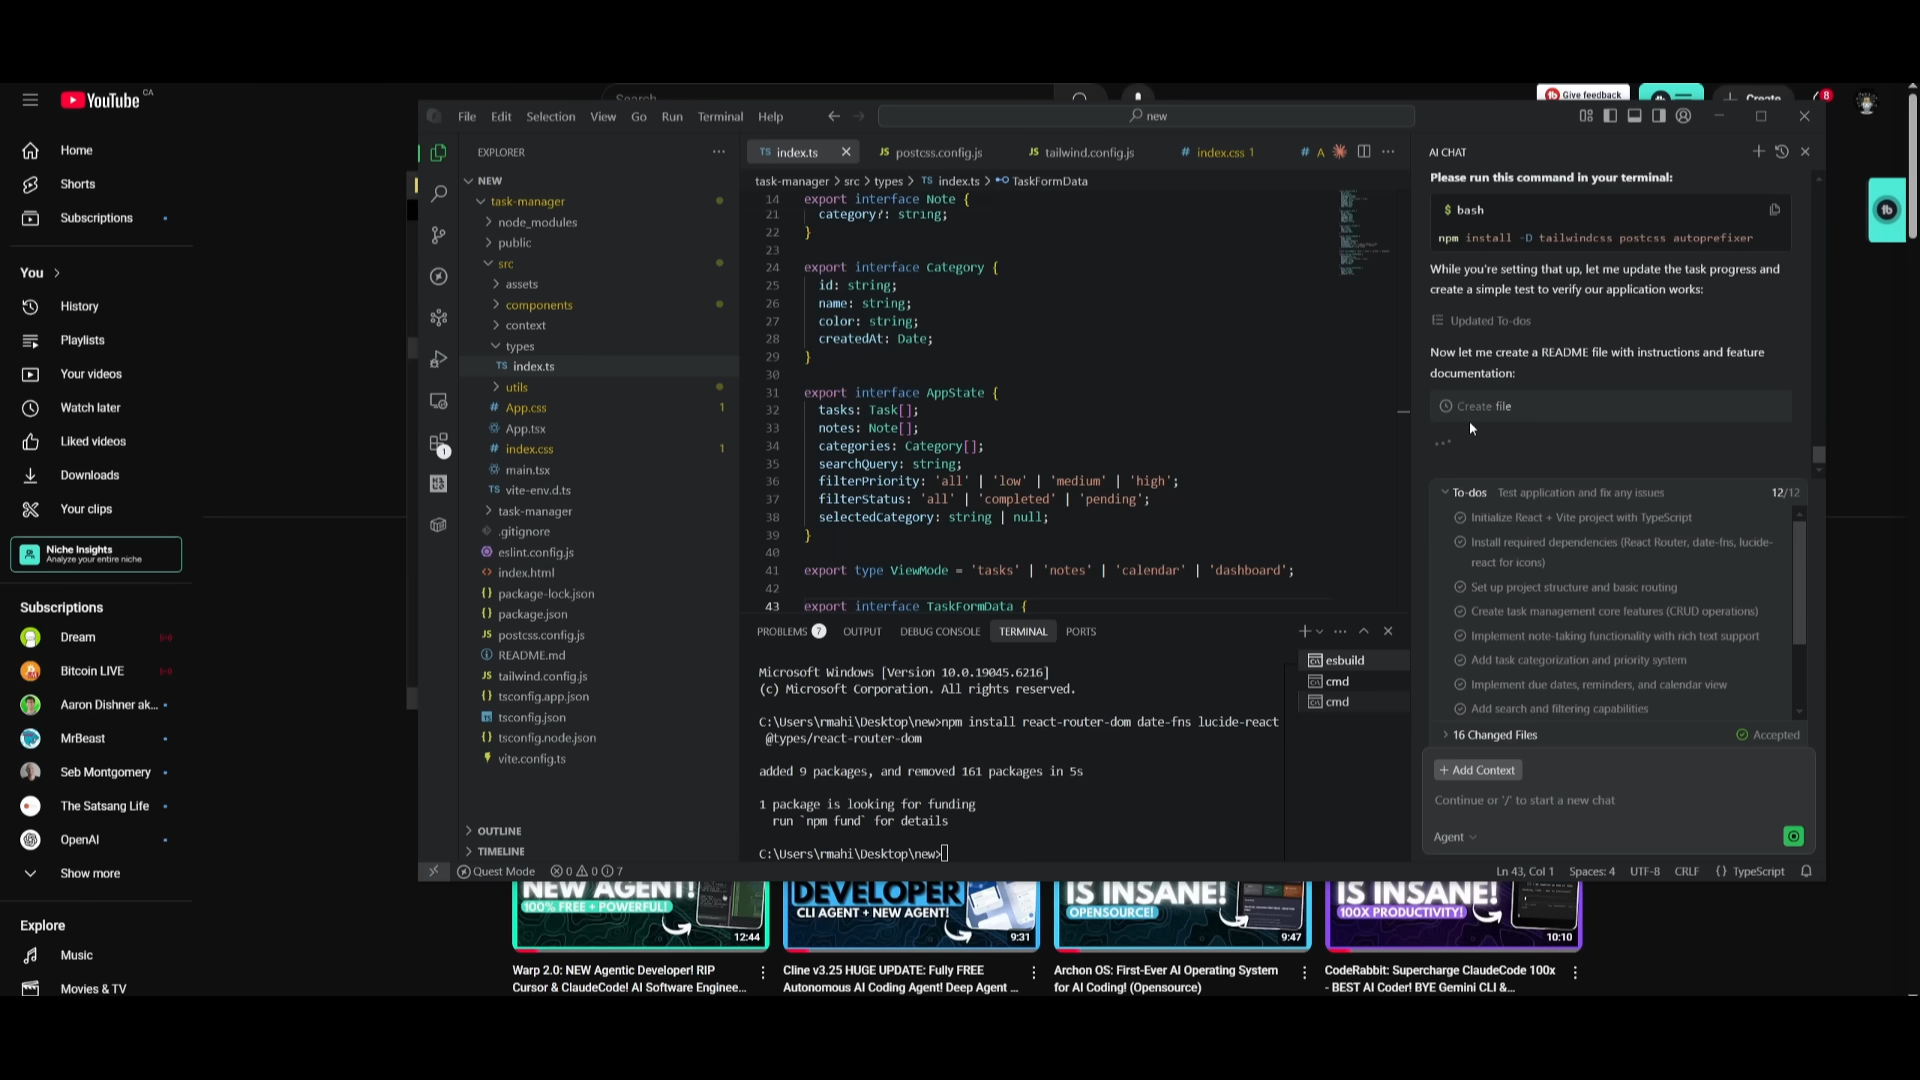 YouTube CA
Search
Give feedback
Create
8
Home
Shorts
Subscriptions
You
History
Playlists
Your videos
Watch later
Liked videos
Downloads
Your clips
Niche Insights
Analyze your entire niche
Subscriptions
Dream
Bitcoin LIVE
Aaron Dishner ak...
MrBeast
Seb Montgomery
The Satsang Life
OpenAI
Show more
Explore
Music
Movies & TV
File Edit Selection View Go Run Terminal Help
new
EXPLORER
NEW
task-manager
node_modules
public
src
assets
components
context
types
TS index.ts
utils
# App.css 1
App.tsx
# index.css 1
main.tsx
TS vite-env.d.ts
task-manager
.gitignore
eslint.config.js
<> index.html
{} package-lock.json
{} package.json
JS postcss.config.js
README.md
JS tailwind.config.js
{} tsconfig.app.json
tsconfig.json
{} tsconfig.node.json
vite.config.ts
OUTLINE
TIMELINE
TS index.ts
JS postcss.config.js
JS tailwind.config.js
# index.css 1
# A
task-manager > src > types > TS index.ts > TaskFormData
14 export interface Note {
21 category?: string;
22 }
23
24 export interface Category {
25 id: string;
26 name: string;
27 color: string;
28 createdAt: Date;
29 }
30
31 export interface AppState {
32 tasks: Task[];
33 notes: Note[];
34 categories: Category[];
35 searchQuery: string;
36 filterPriority: 'all' | 'low' | 'medium' | 'high';
37 filterStatus: 'all' | 'completed' | 'pending';
38 selectedCategory: string | null;
39 }
40
41 export type ViewMode = 'tasks' | 'notes' | 'calendar' | 'dashboard';
42
43 export interface TaskFormData {
PROBLEMS 7 OUTPUT DEBUG CONSOLE TERMINAL PORTS
Microsoft Windows [Version 10.0.19045.6216]
(c) Microsoft Corporation. All rights reserved.
C:\Users\rmahi\Desktop\new>npm install react-router-dom date-fns lucide-react
@types/react-router-dom
added 9 packages, and removed 161 packages in 5s
1 package is looking for funding
run `npm fund` for details
C:\Users\rmahi\Desktop\new>
esbuild
cmd
cmd
AI CHAT
Please run this command in your terminal:
$ bash
npm install -D tailwindcss postcss autoprefixer
While you're setting that up, let me update the task progress and
create a simple test to verify our application works:
Updated To-dos
Now let me create a README file with instructions and feature
documentation:
Create file
To-dos Test application and fix any issues 12/12
Initialize React + Vite project with TypeScript
Install required dependencies (React Router, date-fns, lucide-
react for icons)
Set up project structure and basic routing
Create task management core features (CRUD operations)
Implement note-taking functionality with rich text support
Add task categorization and priority system
Implement due dates, reminders, and calendar view
Add search and filtering capabilities
16 Changed Files Accepted
+ Add Context
Continue or '/' to start a new chat
Agent
1
Quest Mode 0 0 7
Ln 43, Col 1 Spaces: 4 UTF-8 CRLF {} TypeScript
NEW AGENT!
100% FREE + POWERFUL!
12:44
DEVELOPER
CLI AGENT + NEW AGENT!
9:31
IS INSANE!
OPENSOURCE!
9:47
IS INSANE!
100X PRODUCTIVITY!
10:10
Warp 2.0: NEW Agentic Developer! RIP
Cursor & ClaudeCode! AI Software Enginee...
Cline v3.25 HUGE UPDATE: Fully FREE
Autonomous AI Coding Agent! Deep Agent ...
Archon OS: First-Ever AI Operating System
for AI Coding! (Opensource)
CodeRabbit: Supercharge ClaudeCode 100x
- BEST AI Coder! BYE Gemini CLI &...